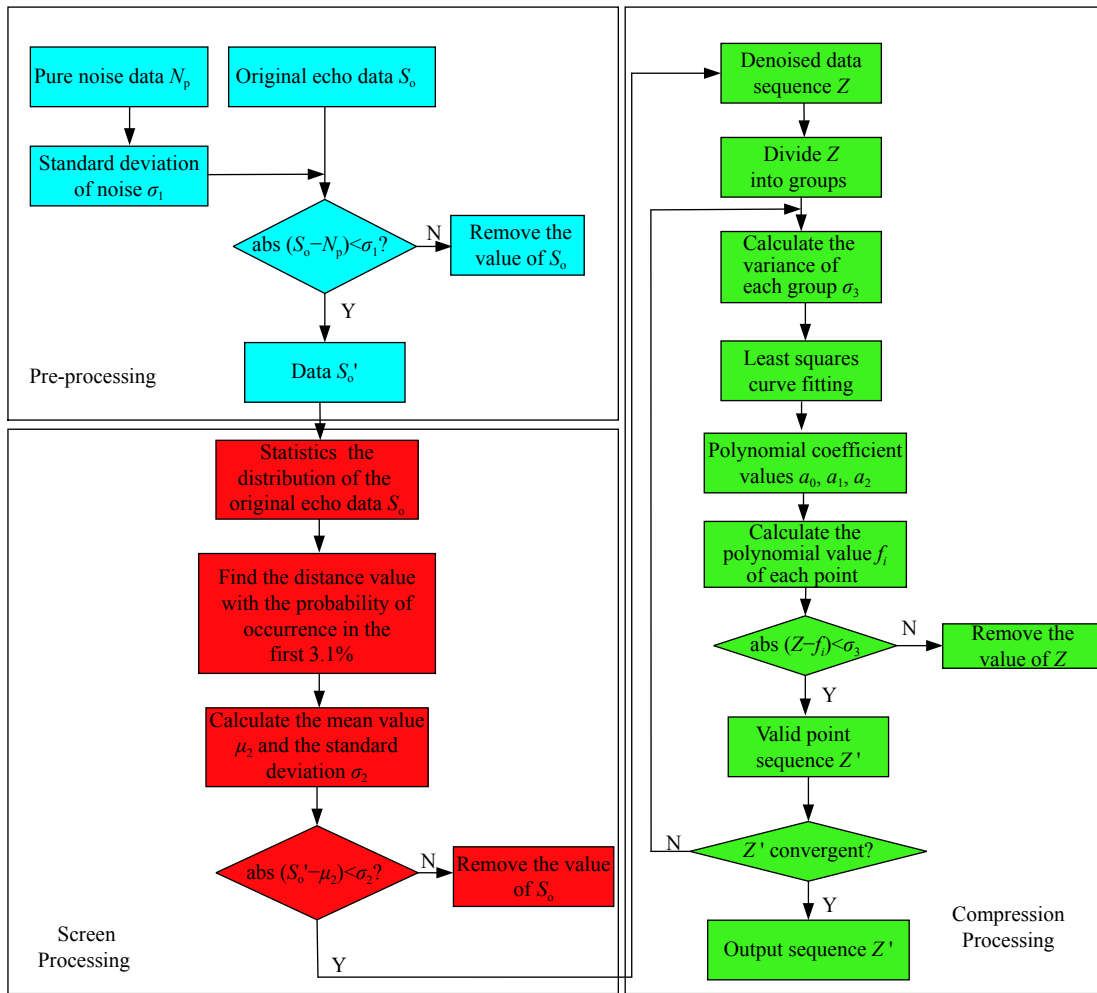 Pure noise data Nₚ
Original echo data Sₒ
Standard deviation
of noise σ₁
abs (Sₒ−Nₚ)<σ₁?
N
Remove the
value of Sₒ
Y
Data Sₒ'
Pre-processing
Statistics the
distribution of the
original echo data Sₒ
Find the distance value
with the probability of
occurrence in the
first 3.1%
Calculate the mean value
μ₂ and the standard
deviation σ₂
abs (Sₒ'−μ₂)<σ₂?
N
Remove the value
of Sₒ
Y
Screen
Processing
Denoised data
sequence Z
Divide Z
into groups
Calculate the
variance of
each group σ₃
Least squares
curve fitting
Polynomial coefficient
values a₀, a₁, a₂
Calculate the
polynomial value fᵢ
of each point
abs (Z−fᵢ)<σ₃
N
Remove the
value of Z
Y
Valid point
sequence Z '
N
Z ' convergent?
Y
Output sequence Z '
Compression
Processing